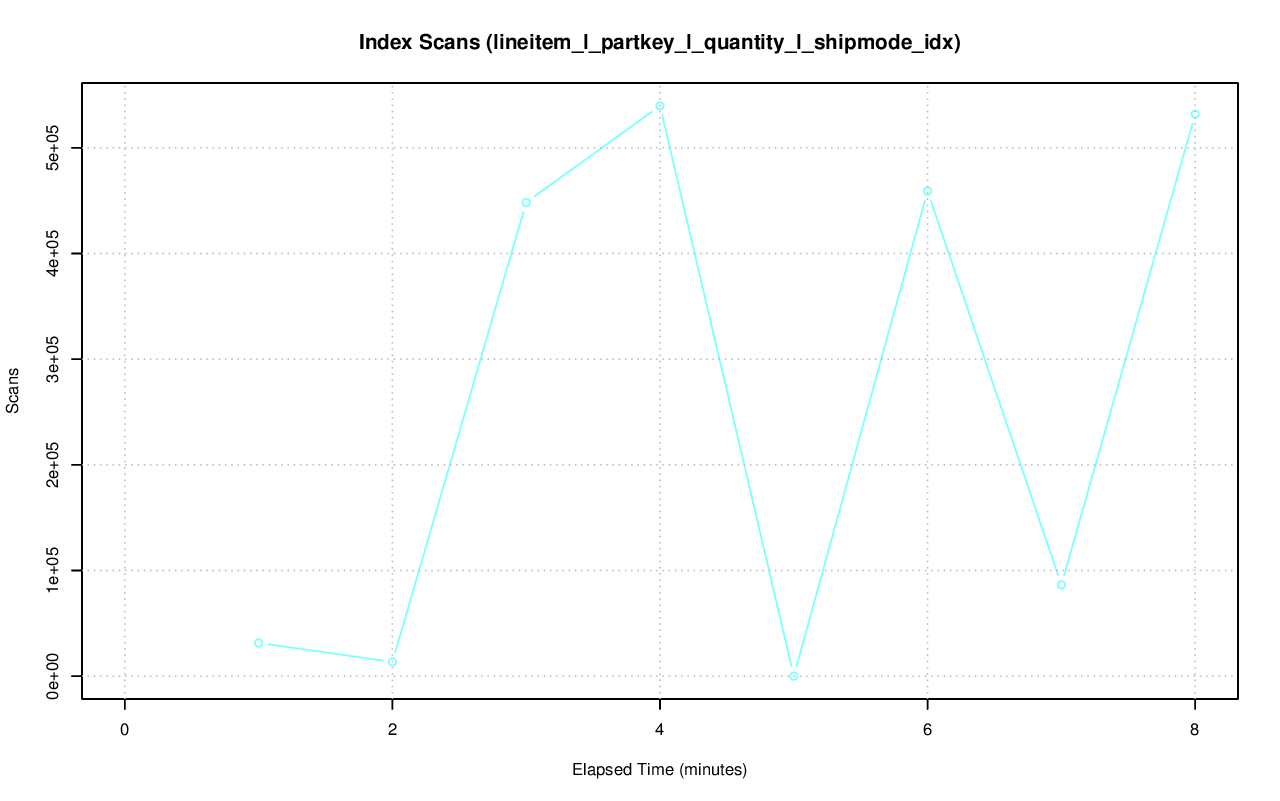 Index Scans (lineitem_l_partkey_l_quantity_l_shipmode_idx)
5e+05
4e+05
3e+05
2e+05
1e+05
0e+00
Scans
0 2 4 6 8
Elapsed Time (minutes)